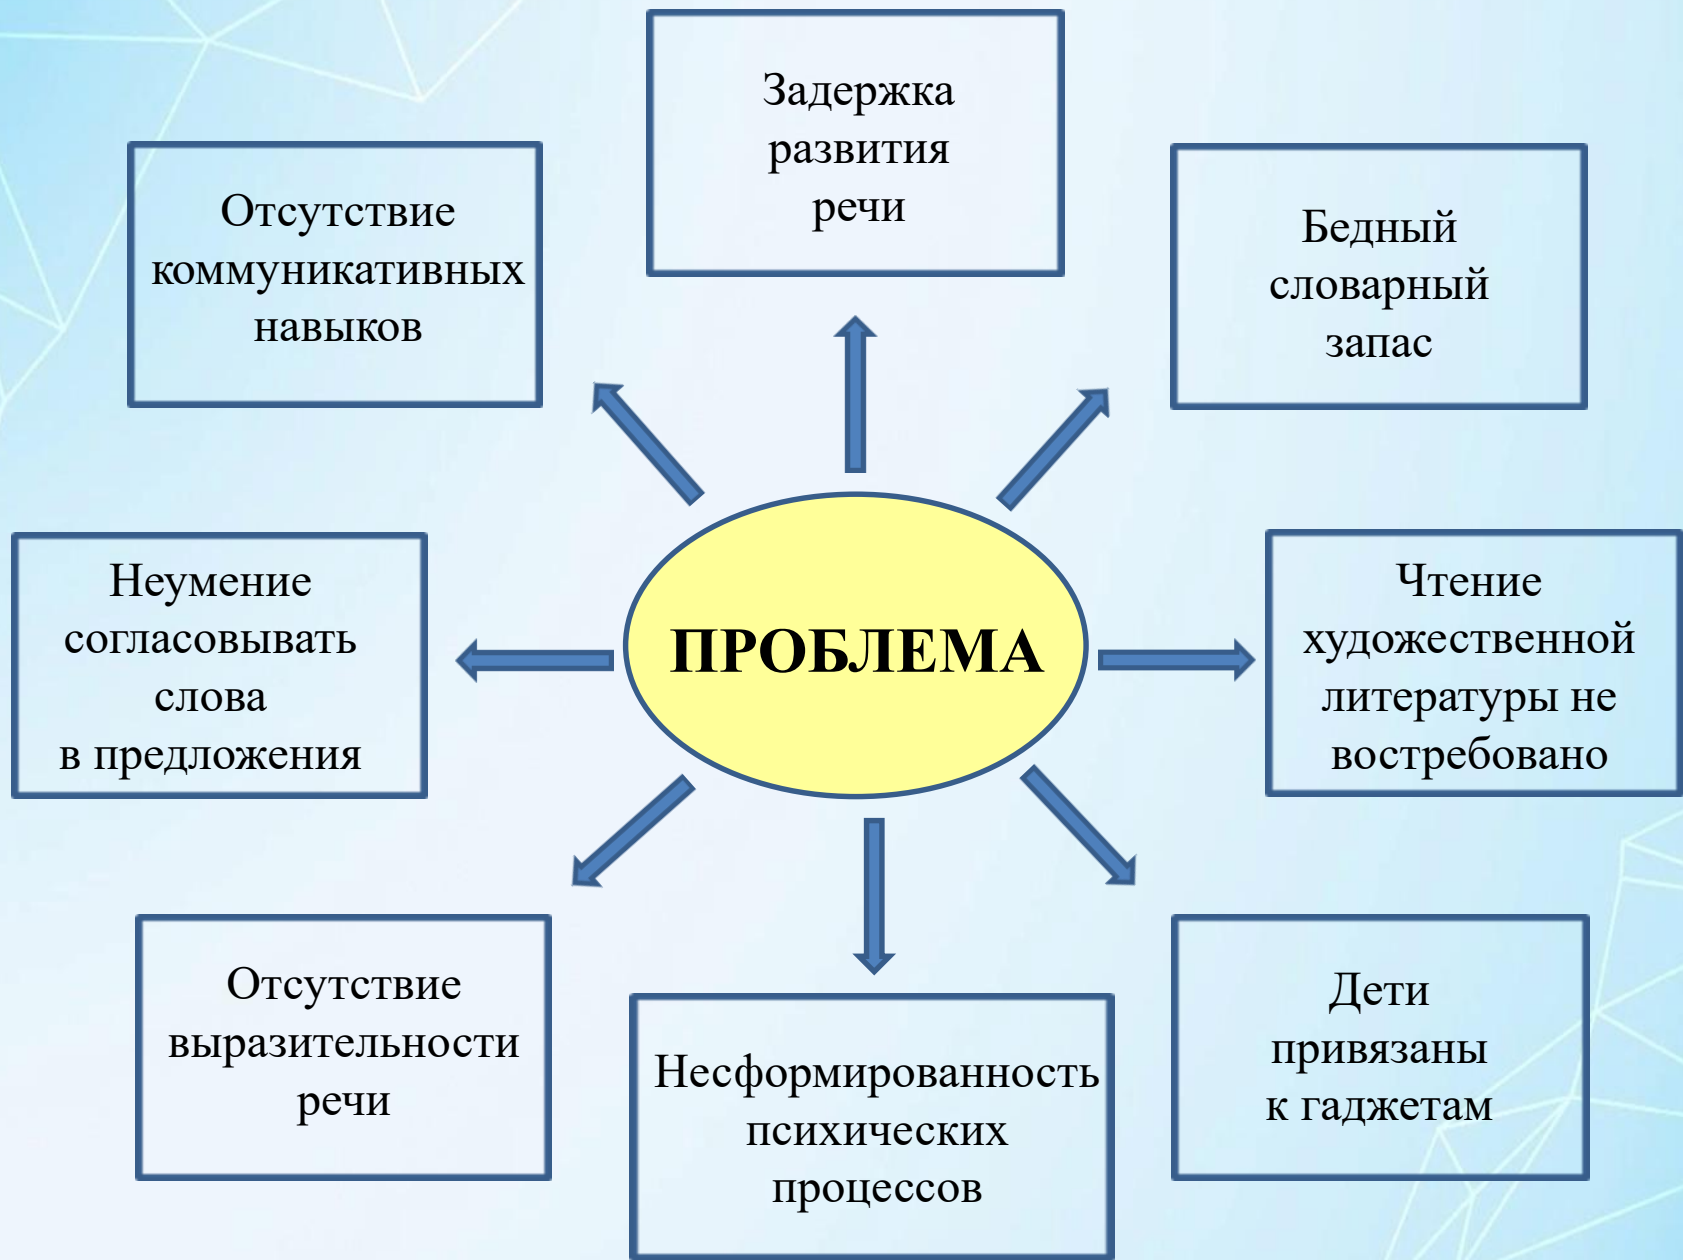 Задержка
развития
речи
Отсутствие
коммуникативных
навыков
Бедный
словарный
запас
Неумение
согласовывать
слова
в предложения
ПРОБЛЕМА
Чтение
художественной
литературы не
востребовано
Отсутствие
выразительности
речи
Несформированность
психических
процессов
Дети
привязаны
к гаджетам